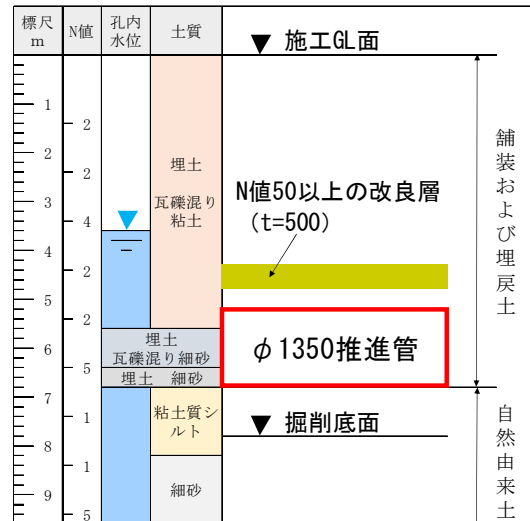 標尺
m
N値
孔内
水位
土質
▼ 施工GL面
1
2
3
4
5
6
7
8
9
2
2
4
2
2
5
1
1
5
埋土
瓦礫混り
粘土
埋土
瓦礫混り細砂
埋土 細砂
粘土質シ
ルト
細砂
N値50以上の改良層
(t=500)
φ1350推進管
▼ 掘削底面
舗装および埋戻土
自然由来土